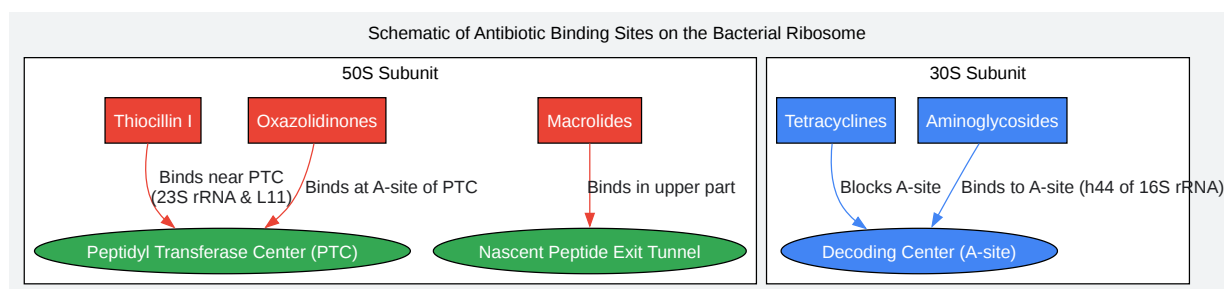 Schematic of Antibiotic Binding Sites on the Bacterial Ribosome
50S Subunit
30S Subunit
Thiocillin I
Oxazolidinones
Macrolides
Tetracyclines
Aminoglycosides
Binds near PTC
(23S rRNA & L11)
Binds at A-site of PTC
Binds in upper part
Blocks A-site
Binds to A-site (h44 of 16S rRNA)
Peptidyl Transferase Center (PTC)
Nascent Peptide Exit Tunnel
Decoding Center (A-site)